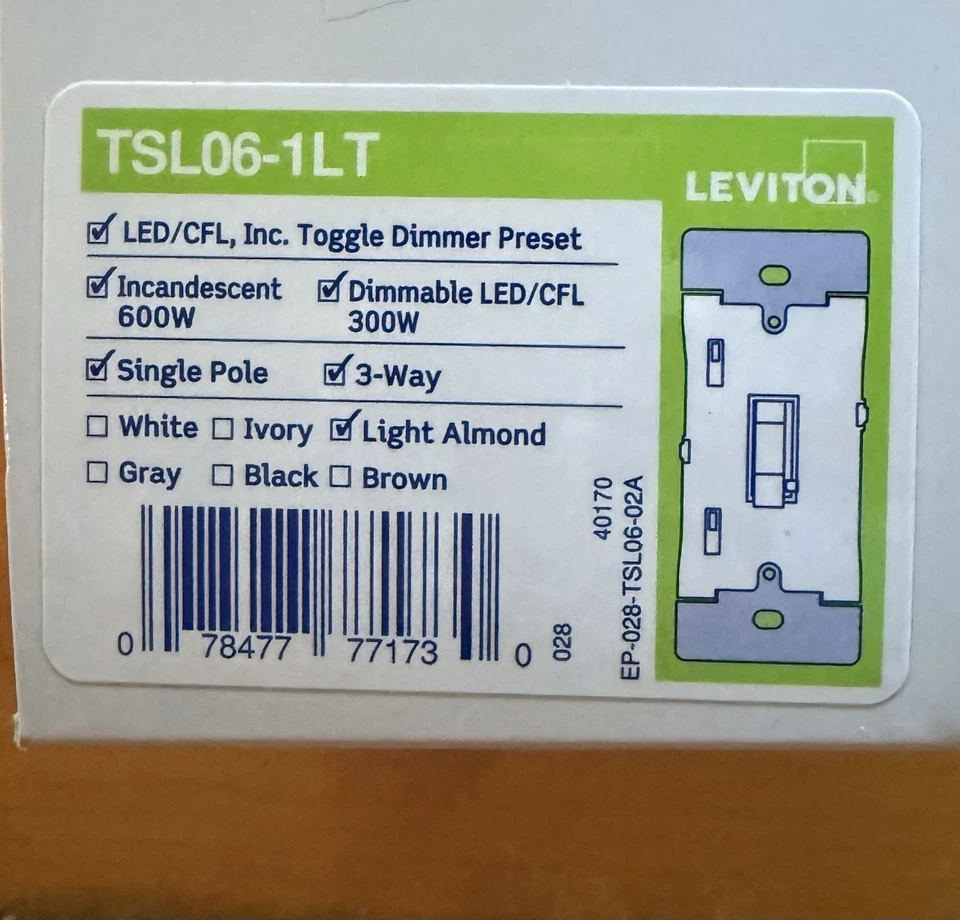 TSL06-1LT
LEVITON®
☑ LED/CFL, Inc. Toggle Dimmer Preset
☑ Incandescent ☑ Dimmable LED/CFL
600W 300W
☑ Single Pole ☑ 3-Way
☐ White ☐ Ivory ☑ Light Almond
☐ Gray ☐ Black ☐ Brown
0 78477 77173 0
028
40170
EP-028-TSL06-02A